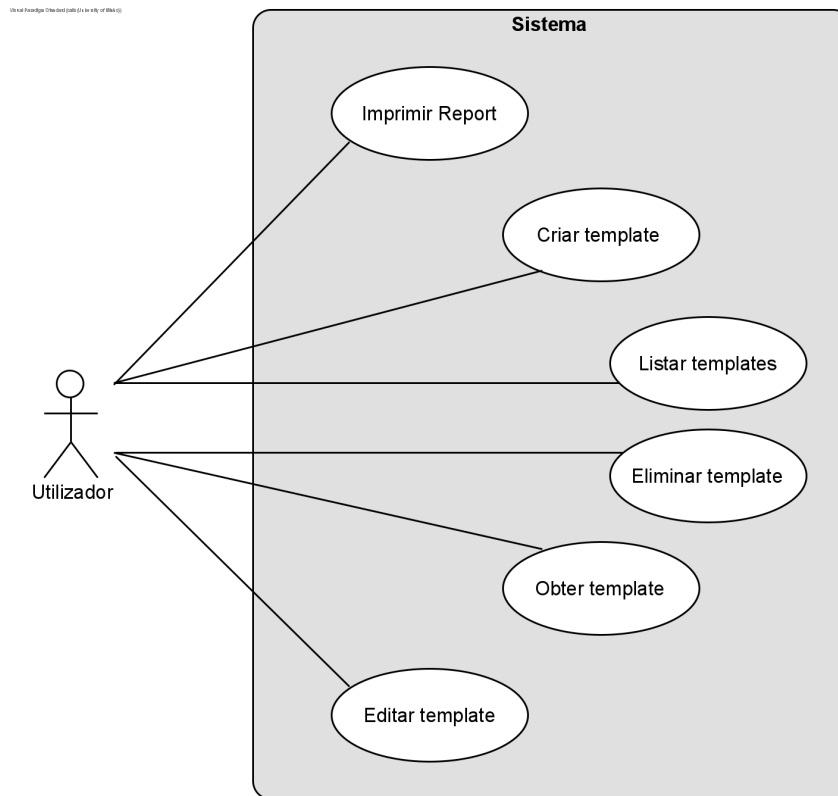 Sistema
Imprimir Report
Criar template
Listar templates
Eliminar template
Utilizador
Obter template
Editar template